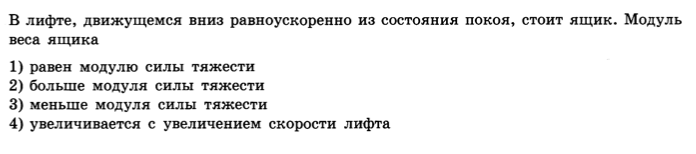 В лифте, движущемся вниз равноускоренно из состояния покоя, стоит ящик. Модуль
веса ящика
1) равен модулю силы тяжести
2) больше модуля силы тяжести
3) меньше модуля силы тяжести
4) увеличивается с увеличением скорости лифта